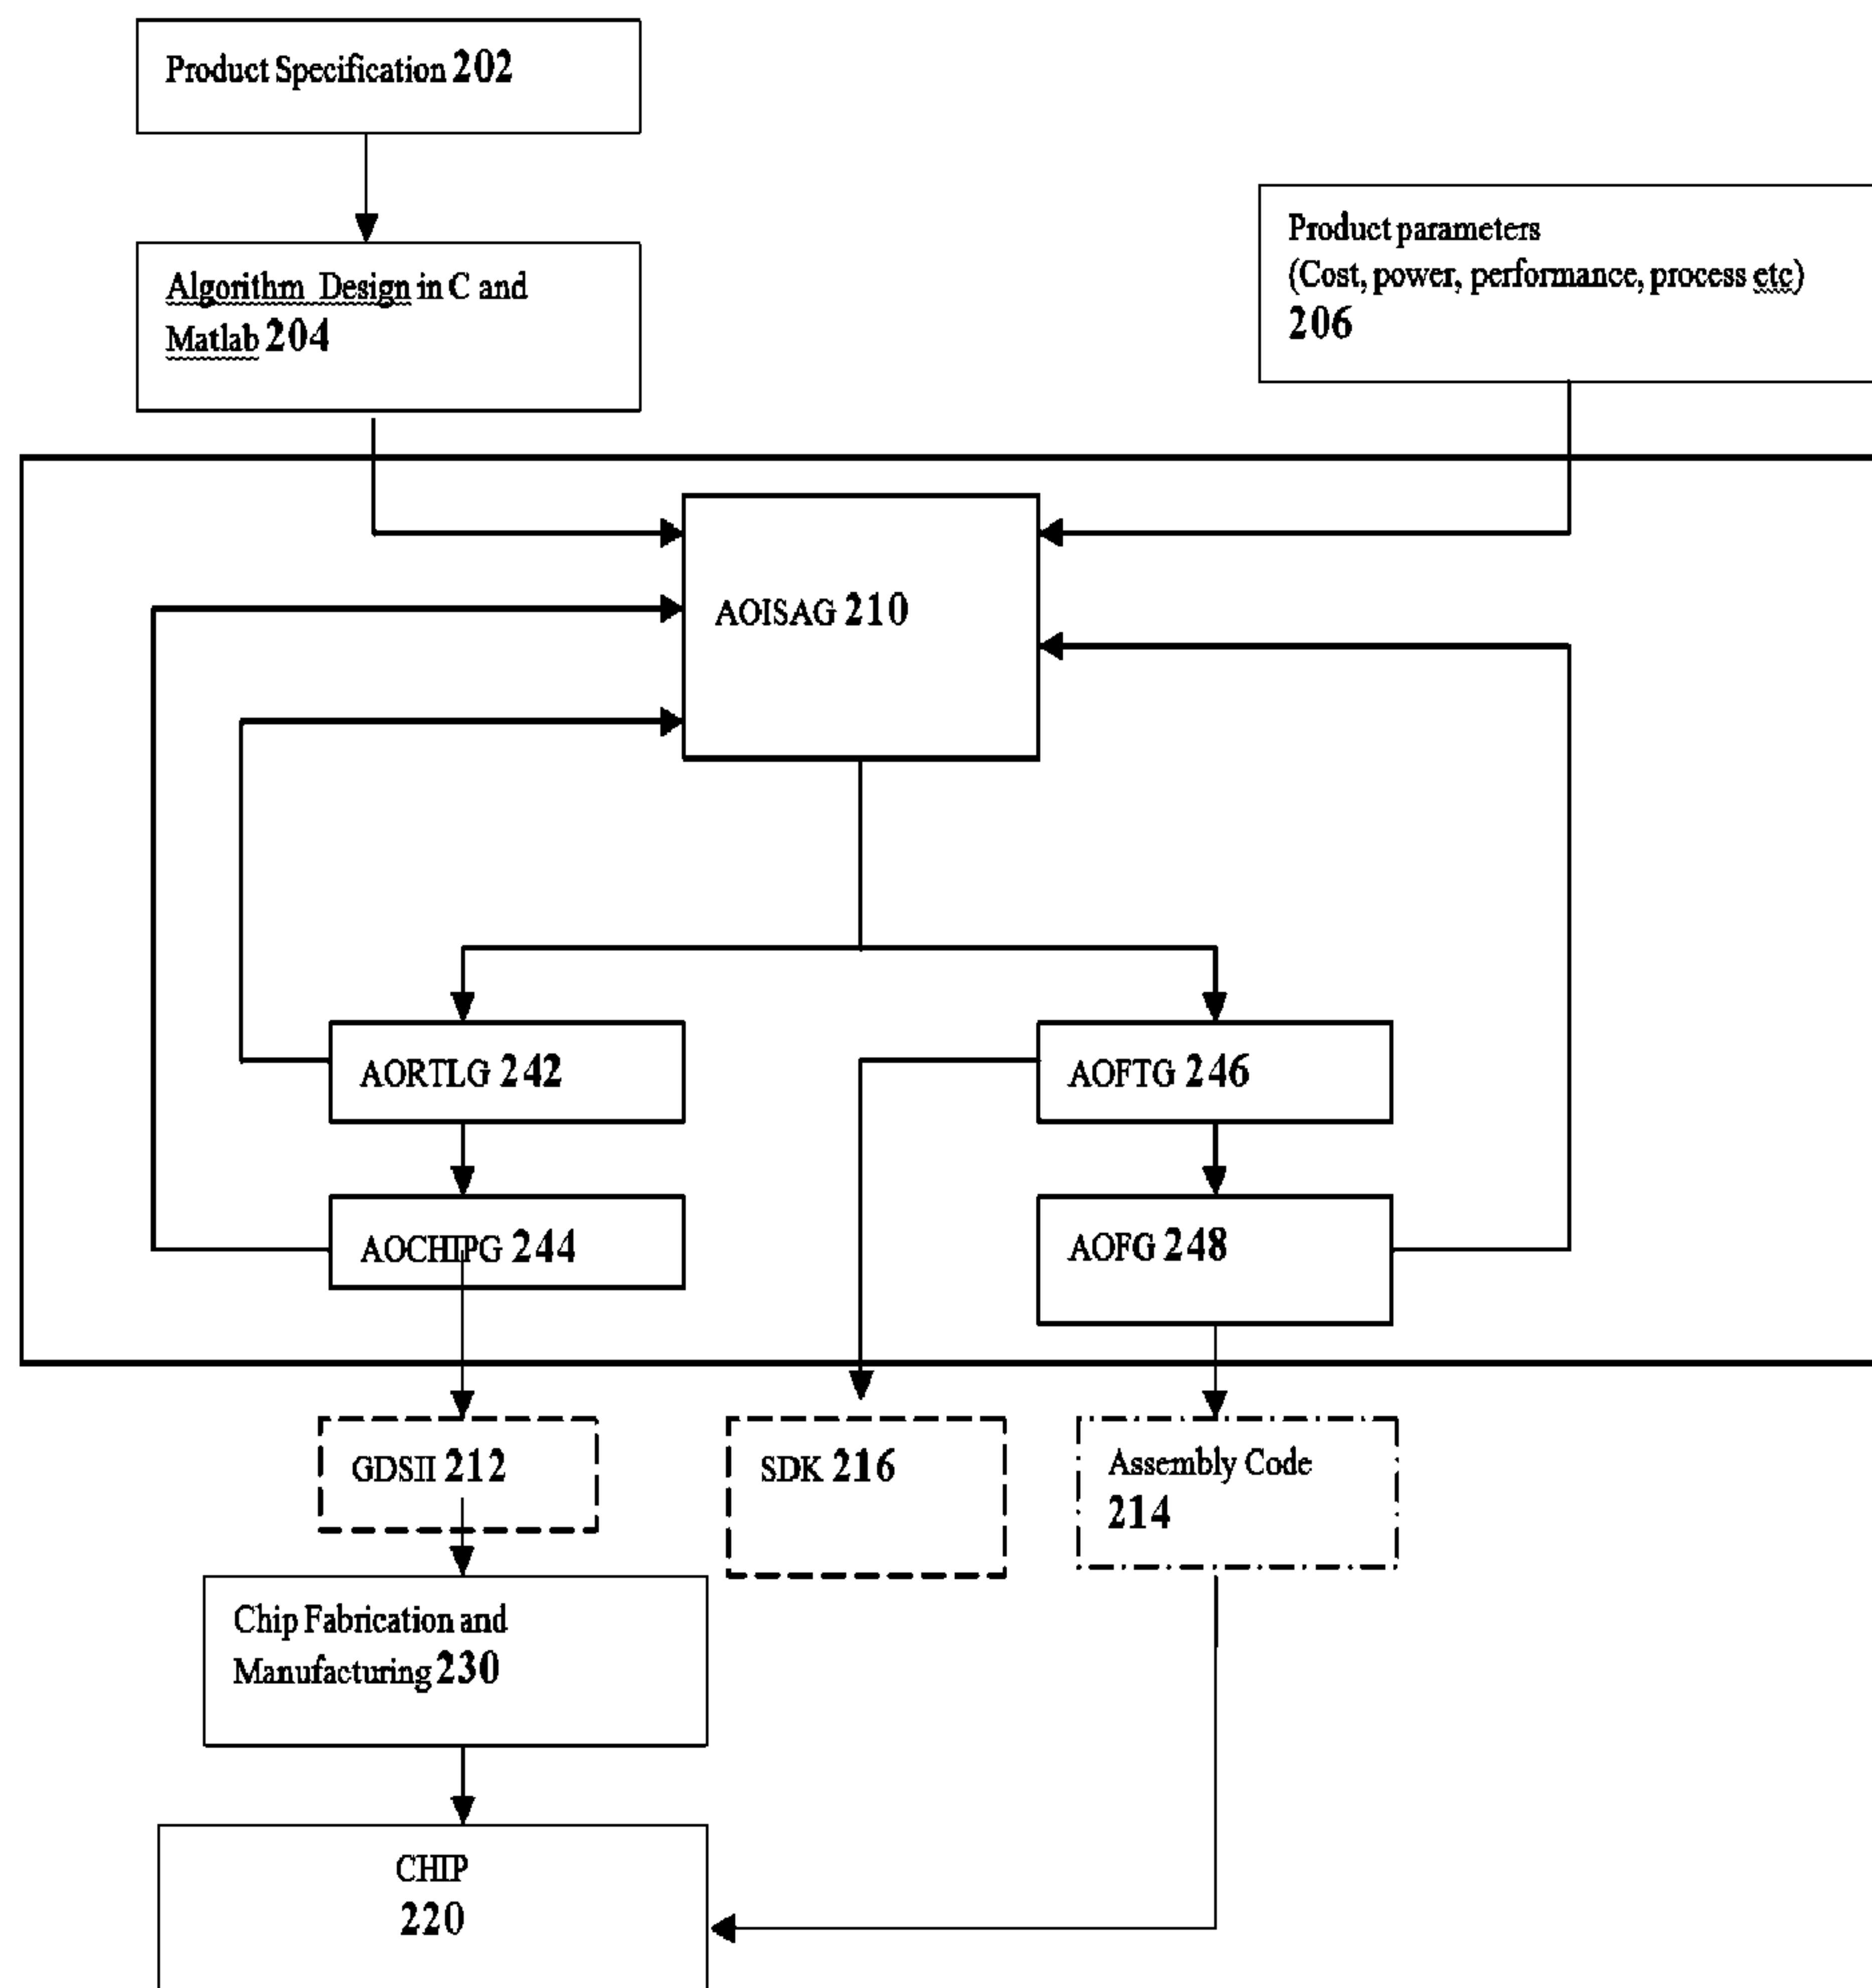 Product Specification 202
Product parameters
(Cost, power, performance, process etc)
206
Algorithm Design in C and
Matlab 204
AOISAG 210
AORTLG 242
AOFTG 246
AOCHIPG 244
AOFG 248
GDSII 212
SDK 216
Assembly Code
214
Chip Fabrication and
Manufacturing 230
CHIP
220